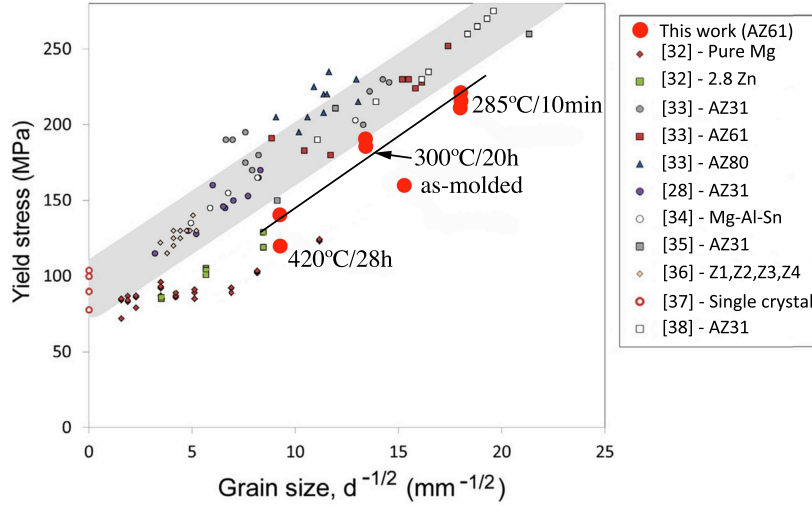 250
200
150
100
50
0
0
5
10
15
20
25
Yield stress (MPa)
Grain size, d -1/2 (mm -1/2)
285ºC/10min
300ºC/20h
as-molded
420ºC/28h
This work (AZ61)
[32] - Pure Mg
[32] - 2.8 Zn
[33] - AZ31
[33] - AZ61
[33] - AZ80
[28] - AZ31
[34] - Mg-Al-Sn
[35] - AZ31
[36] - Z1,Z2,Z3,Z4
[37] - Single crystal
[38] - AZ31